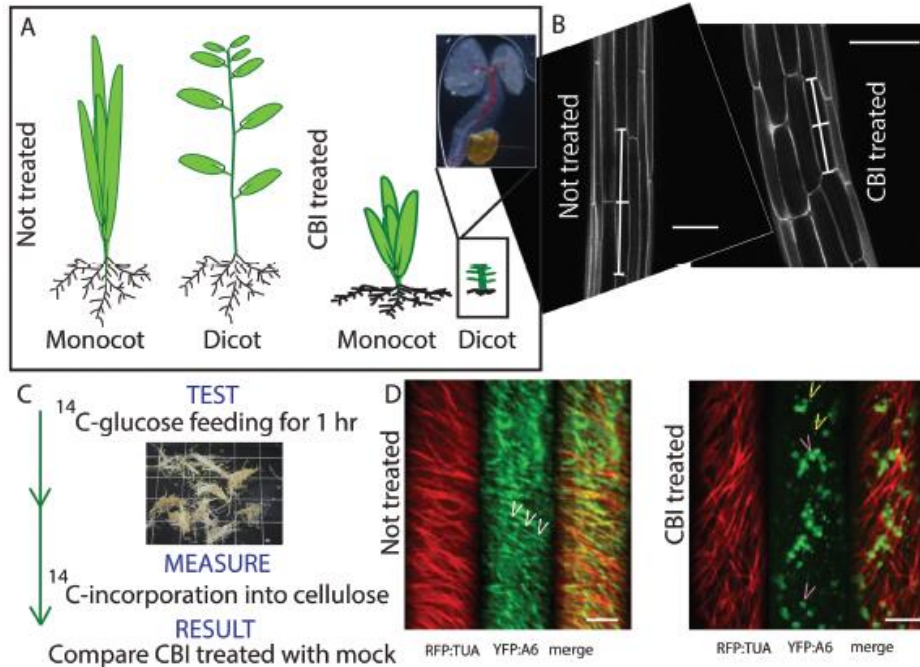 A
Not treated
CBI treated
Monocot
Dicot
Monocot
Dicot
B
Not treated
CBI treated
C
TEST
¹⁴C-glucose feeding for 1 hr
MEASURE
¹⁴C-incorporation into cellulose
RESULT
Compare CBI treated with mock
D
Not treated
RFP:TUA YFP:A6 merge
CBI treated
RFP:TUA YFP:A6 merge